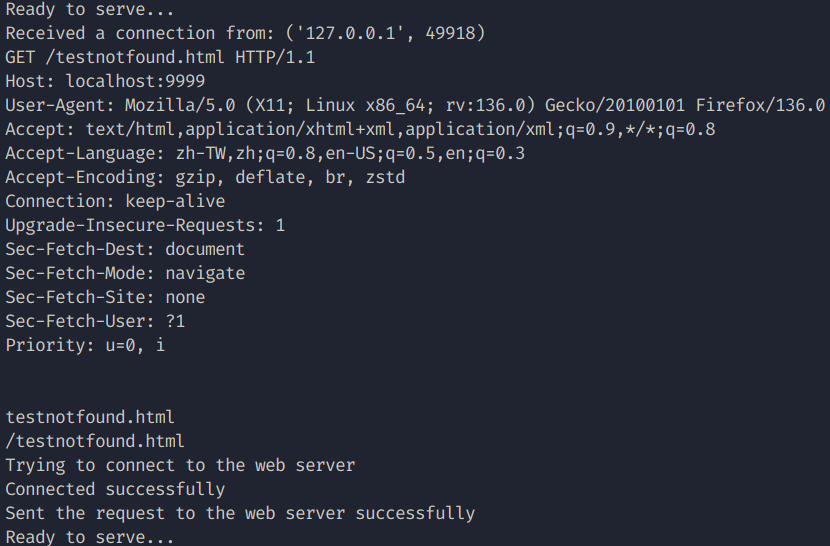 Ready to serve...
Received a connection from: ('127.0.0.1', 49918)
GET /testnotfound.html HTTP/1.1
Host: localhost:9999
User-Agent: Mozilla/5.0 (X11; Linux x86_64; rv:136.0) Gecko/20100101 Firefox/136.0
Accept: text/html,application/xhtml+xml,application/xml;q=0.9,*/*;q=0.8
Accept-Language: zh-TW,zh;q=0.8,en-US;q=0.5,en;q=0.3
Accept-Encoding: gzip, deflate, br, zstd
Connection: keep-alive
Upgrade-Insecure-Requests: 1
Sec-Fetch-Dest: document
Sec-Fetch-Mode: navigate
Sec-Fetch-Site: none
Sec-Fetch-User: ?1
Priority: u=0, i
testnotfound.html
/testnotfound.html
Trying to connect to the web server
Connected successfully
Sent the request to the web server successfully
Ready to serve...